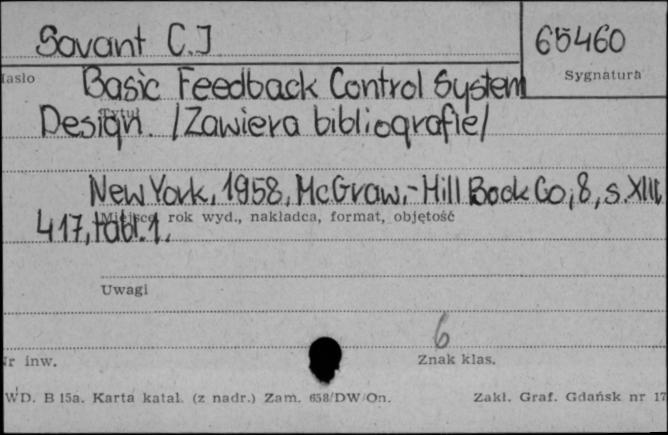 Savant C.J
65460
Hasło
Sygnatura
Basic Feedback Control System
Tytuł
Design. /Zawiera bibliografię/
New York, 1958, McGraw.-Hill Book Co, 8, s. XIII,
Miejsce, rok wyd., nakładca, format, objętość
417, tabl. 1.
Uwagi
6
Nr inw.
Znak klas.
WD. B 15a. Karta katal. (z nadr.) Zam. 658/DW/On.
Zakł. Graf. Gdańsk nr 17